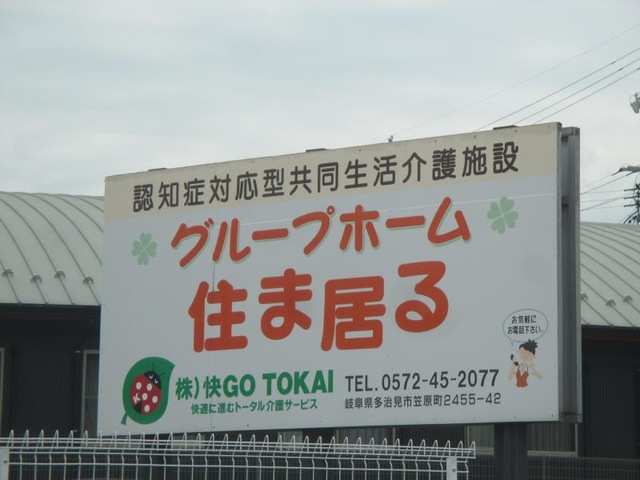 認知症対応型共同生活介護施設
グループホーム
住ま居る
お気軽に
お電話下さい。
株)快GO TOKAI
快適に進むトータル介護サービス
TEL. 0572-45-2077
岐阜県多治見市笠原町2455-42